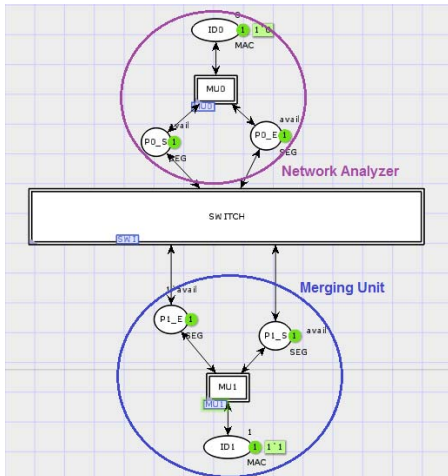 0
ID0 1 1`0
MAC
MU0
MU0
avail avail
P0_S 1 P0_E 1
SEG SEG
Network Analyzer
SWITCH
SW1
1`avail
Merging Unit
P1_E 1 P1_S 1 avail
SEG SEG
MU1
MU1
1
ID1 1 1`1
MAC